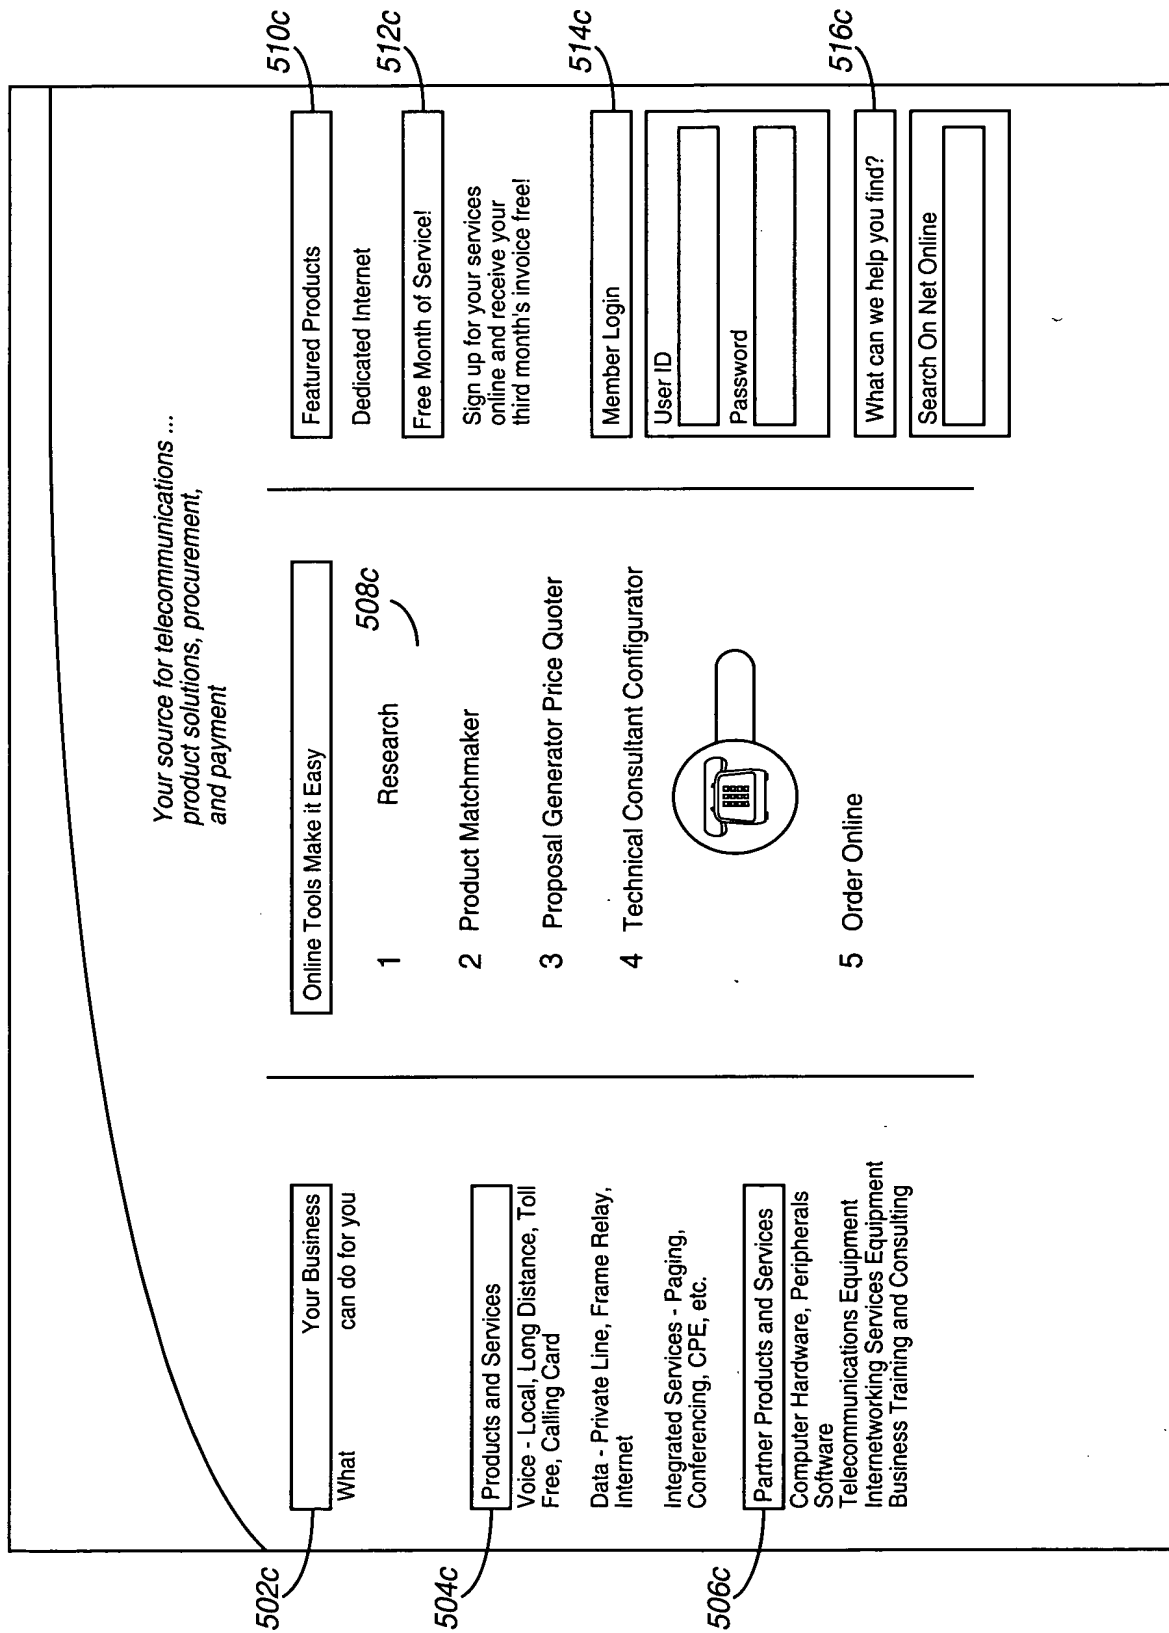 Your source for telecommunications ...
product solutions, procurement,
and payment
502c
Your Business
What can do for you
504c
Products and Services
Voice - Local, Long Distance, Toll
Free, Calling Card
Data - Private Line, Frame Relay,
Internet
Integrated Services - Paging,
Conferencing, CPE, etc.
506c
Partner Products and Services
Computer Hardware, Peripherals
Software
Telecommunications Equipment
Internetworking Services Equipment
Business Training and Consulting
Online Tools Make it Easy
508c
1 Research
2 Product Matchmaker
3 Proposal Generator Price Quoter
4 Technical Consultant Configurator
5 Order Online
510c
Featured Products
Dedicated Internet
512c
Free Month of Service!
Sign up for your services
online and receive your
third month's invoice free!
514c
Member Login
User ID
Password
516c
What can we help you find?
Search On Net Online